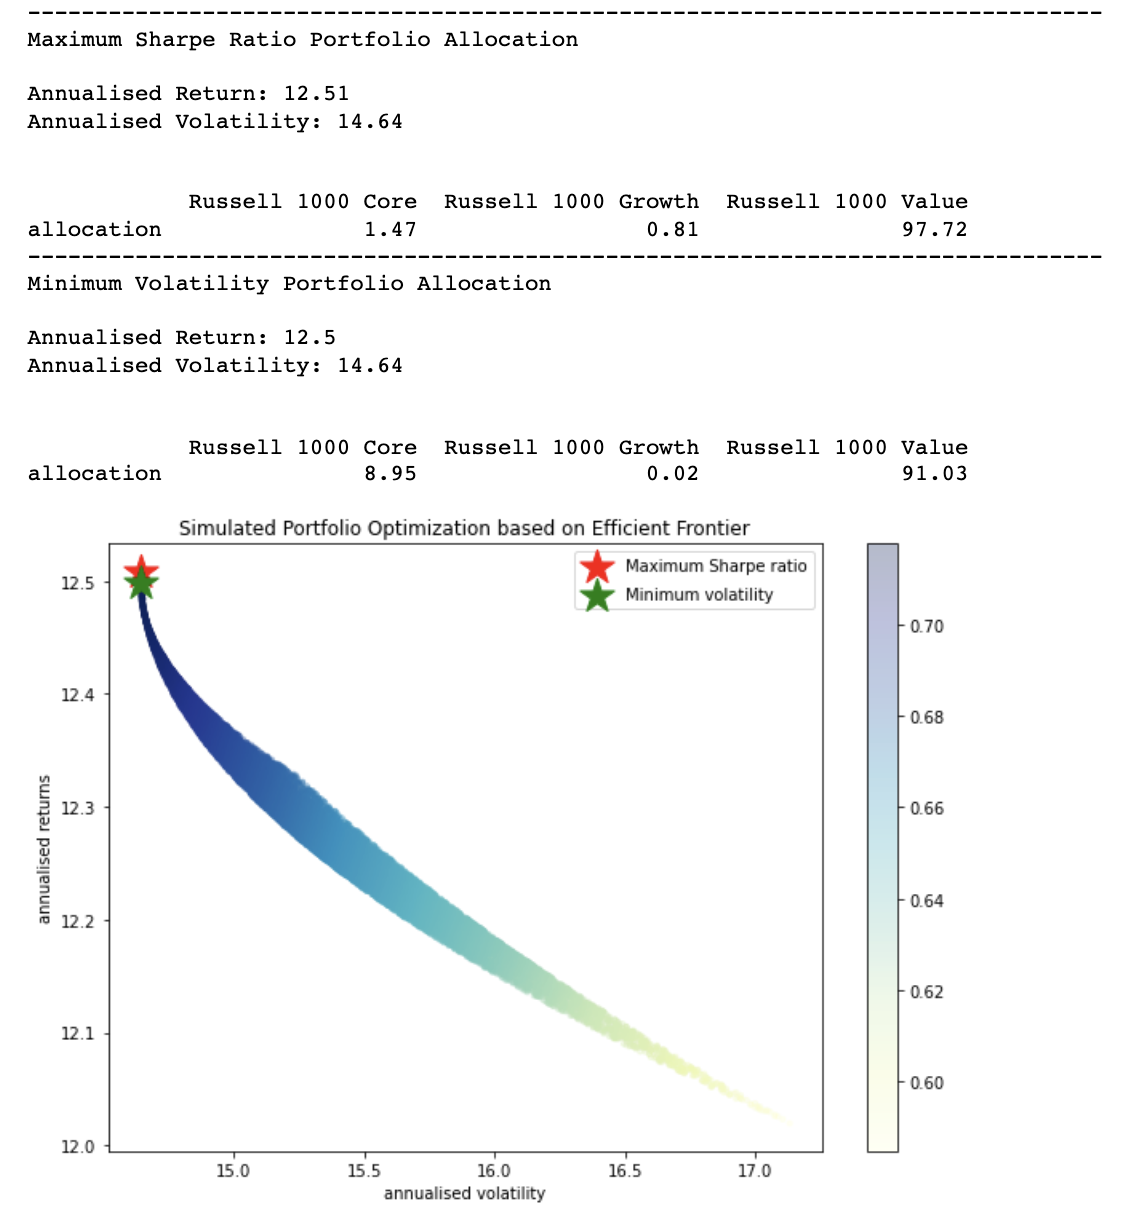 Maximum Sharpe Ratio Portfolio Allocation
Annualised Return: 12.51
Annualised Volatility: 14.64
Russell 1000 Core Russell 1000 Growth Russell 1000 Value
allocation 1.47 0.81 97.72
Minimum Volatility Portfolio Allocation
Annualised Return: 12.5
Annualised Volatility: 14.64
Russell 1000 Core Russell 1000 Growth Russell 1000 Value
allocation 8.95 0.02 91.03
Simulated Portfolio Optimization based on Efficient Frontier
Maximum Sharpe ratio
Minimum volatility
annualised returns
12.5
12.4
12.3
12.2
12.1
12.0
15.0 15.5 16.0 16.5 17.0
annualised volatility
0.70
0.68
0.66
0.64
0.62
0.60